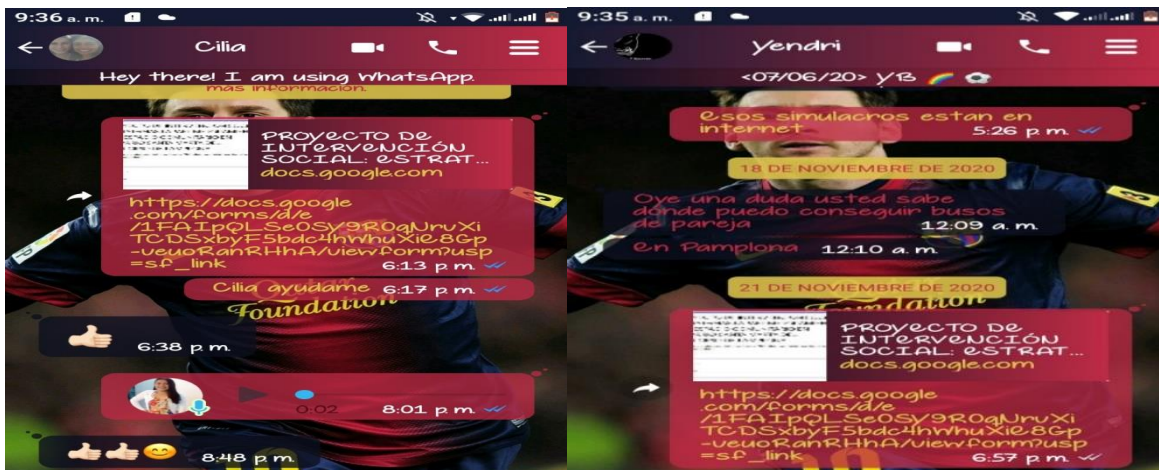 9:36 a. m.
Cilia
Hey there! I am using WhatsApp.
más información.
PROYECTO DE
INTERVENCIÓN
SOCIAL: ESTRAT...
docs.google.com
https://docs.google
.com/forms/d/e
/1FAIpQLSe0Sy9R0qNruXi
TCDSxbyF5bdc4hWhuXie8Gp
-ueuoRanRHhA/viewform?usp
=sf_link
6:13 p. m.
Cilia ayudame 6:17 p. m.
Foundation
6:38 p. m.
0:02 8:01 p. m.
8:48 p. m.
9:35 a. m.
Yendri
<07/06/20> YB
Esos simulacros estan en
internet 5:26 p. m.
18 DE NOVIEMBRE DE 2020
Oye una duda usted sabe
donde puedo conseguir busos
de pareja 12:09 a. m.
En Pamplona 12:10 a. m.
21 DE NOVIEMBRE DE 2020
PROYECTO DE
INTERVENCIÓN
SOCIAL: ESTRAT...
docs.google.com
https://docs.google
.com/forms/d/e
/1FAIpQLSe0Sy9R0qNruXi
TCDSxbyF5bdc4hWhuXie8Gp
-ueuoRanRHhA/viewform?usp
=sf_link 6:57 p. m.